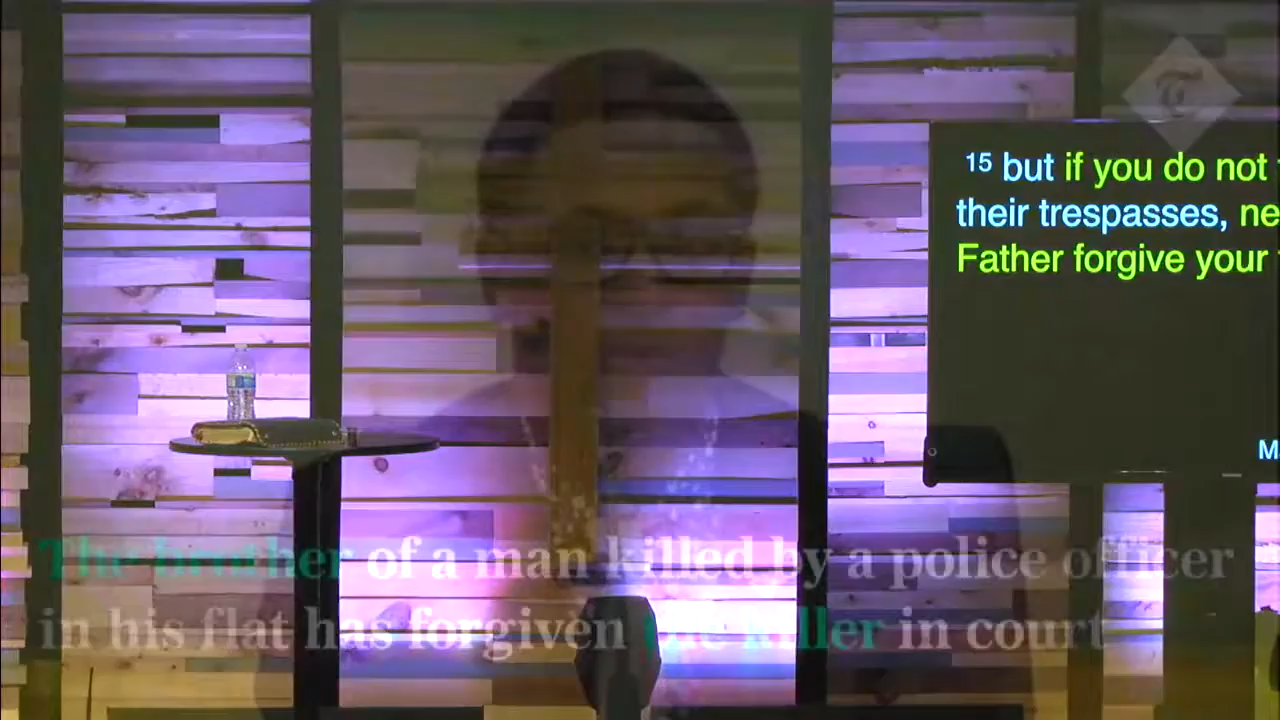 15 but if you do not
their trespasses, ne
Father forgive your
M
The brother of a man killed by a police officer
in his flat has forgiven the killer in court